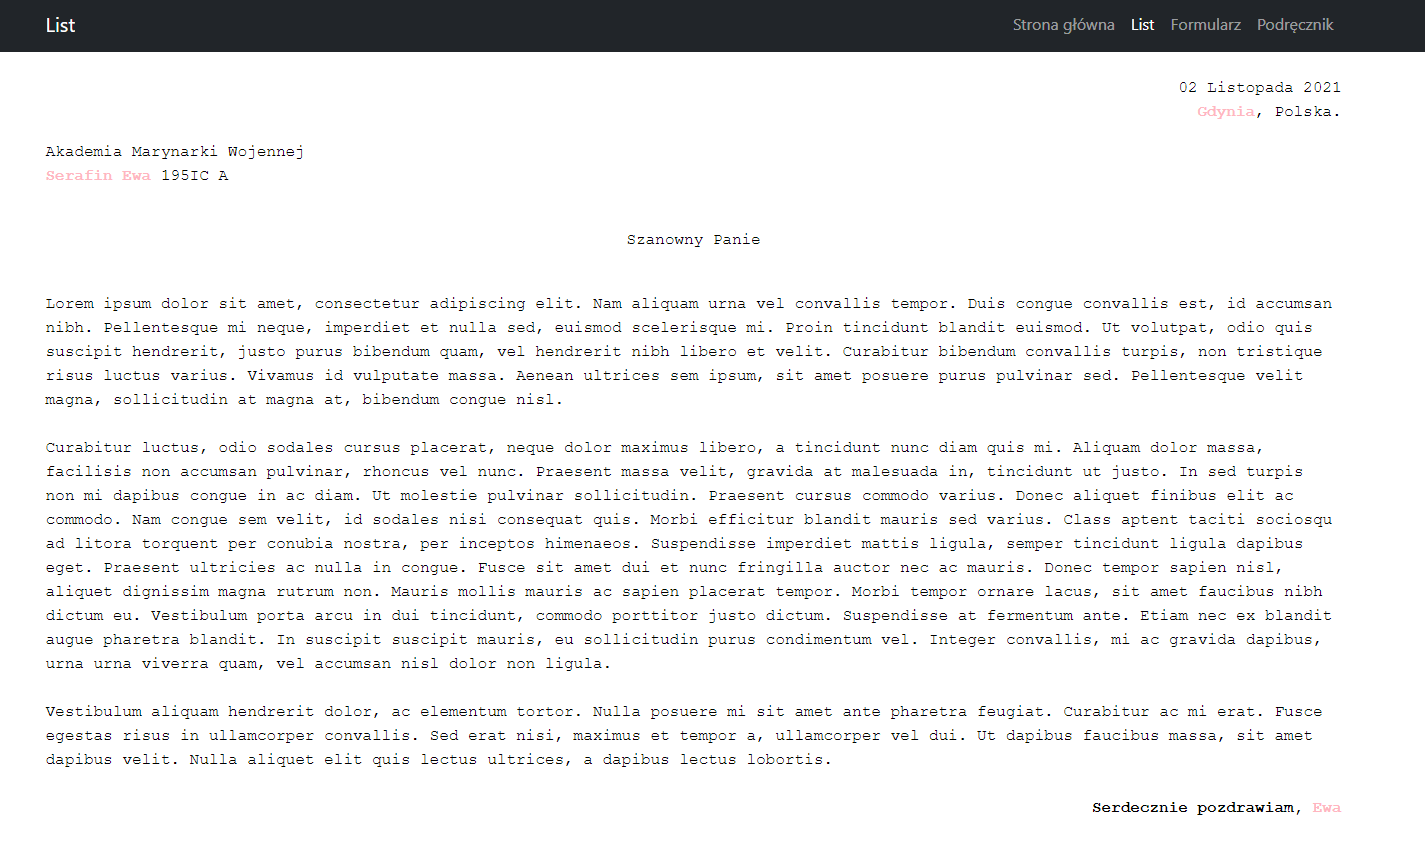 List
Strona główna List Formularz Podręcznik
02 Listopada 2021
Gdynia, Polska.
Akademia Marynarki Wojennej
Serafin Ewa 195IC A
Szanowny Panie
Lorem ipsum dolor sit amet, consectetur adipiscing elit. Nam aliquam urna vel convallis tempor. Duis congue convallis est, id accumsan
nibh. Pellentesque mi neque, imperdiet et nulla sed, euismod scelerisque mi. Proin tincidunt blandit euismod. Ut volutpat, odio quis
suscipit hendrerit, justo purus bibendum quam, vel hendrerit nibh libero et velit. Curabitur bibendum convallis turpis, non tristique
risus luctus varius. Vivamus id vulputate massa. Aenean ultrices sem ipsum, sit amet posuere purus pulvinar sed. Pellentesque velit
magna, sollicitudin at magna at, bibendum congue nisl.
Curabitur luctus, odio sodales cursus placerat, neque dolor maximus libero, a tincidunt nunc diam quis mi. Aliquam dolor massa,
facilisis non accumsan pulvinar, rhoncus vel nunc. Praesent massa velit, gravida at malesuada in, tincidunt ut justo. In sed turpis
non mi dapibus congue in ac diam. Ut molestie pulvinar sollicitudin. Praesent cursus commodo varius. Donec aliquet finibus elit ac
commodo. Nam congue sem velit, id sodales nisi consequat quis. Morbi efficitur blandit mauris sed varius. Class aptent taciti sociosqu
ad litora torquent per conubia nostra, per inceptos himenaeos. Suspendisse imperdiet mattis ligula, semper tincidunt ligula dapibus
eget. Praesent ultricies ac nulla in congue. Fusce sit amet dui et nunc fringilla auctor nec ac mauris. Donec tempor sapien nisl,
aliquet dignissim magna rutrum non. Mauris mollis mauris ac sapien placerat tempor. Morbi tempor ornare lacus, sit amet faucibus nibh
dictum eu. Vestibulum porta arcu in dui tincidunt, commodo porttitor justo dictum. Suspendisse at fermentum ante. Etiam nec ex blandit
augue pharetra blandit. In suscipit suscipit mauris, eu sollicitudin purus condimentum vel. Integer convallis, mi ac gravida dapibus,
urna urna viverra quam, vel accumsan nisl dolor non ligula.
Vestibulum aliquam hendrerit dolor, ac elementum tortor. Nulla posuere mi sit amet ante pharetra feugiat. Curabitur ac mi erat. Fusce
egestas risus in ullamcorper convallis. Sed erat nisi, maximus et tempor a, ullamcorper vel dui. Ut dapibus faucibus massa, sit amet
dapibus velit. Nulla aliquet elit quis lectus ultrices, a dapibus lectus lobortis.
Serdecznie pozdrawiam, Ewa